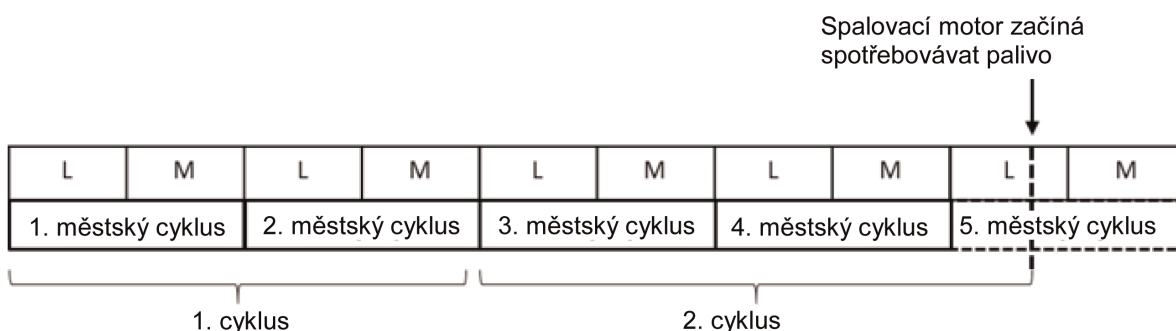 Spalovací motor začíná
spotřebovávat palivo
L M L M L M L M L M
1. městský cyklus 2. městský cyklus 3. městský cyklus 4. městský cyklus 5. městský cyklus
1. cyklus 2. cyklus